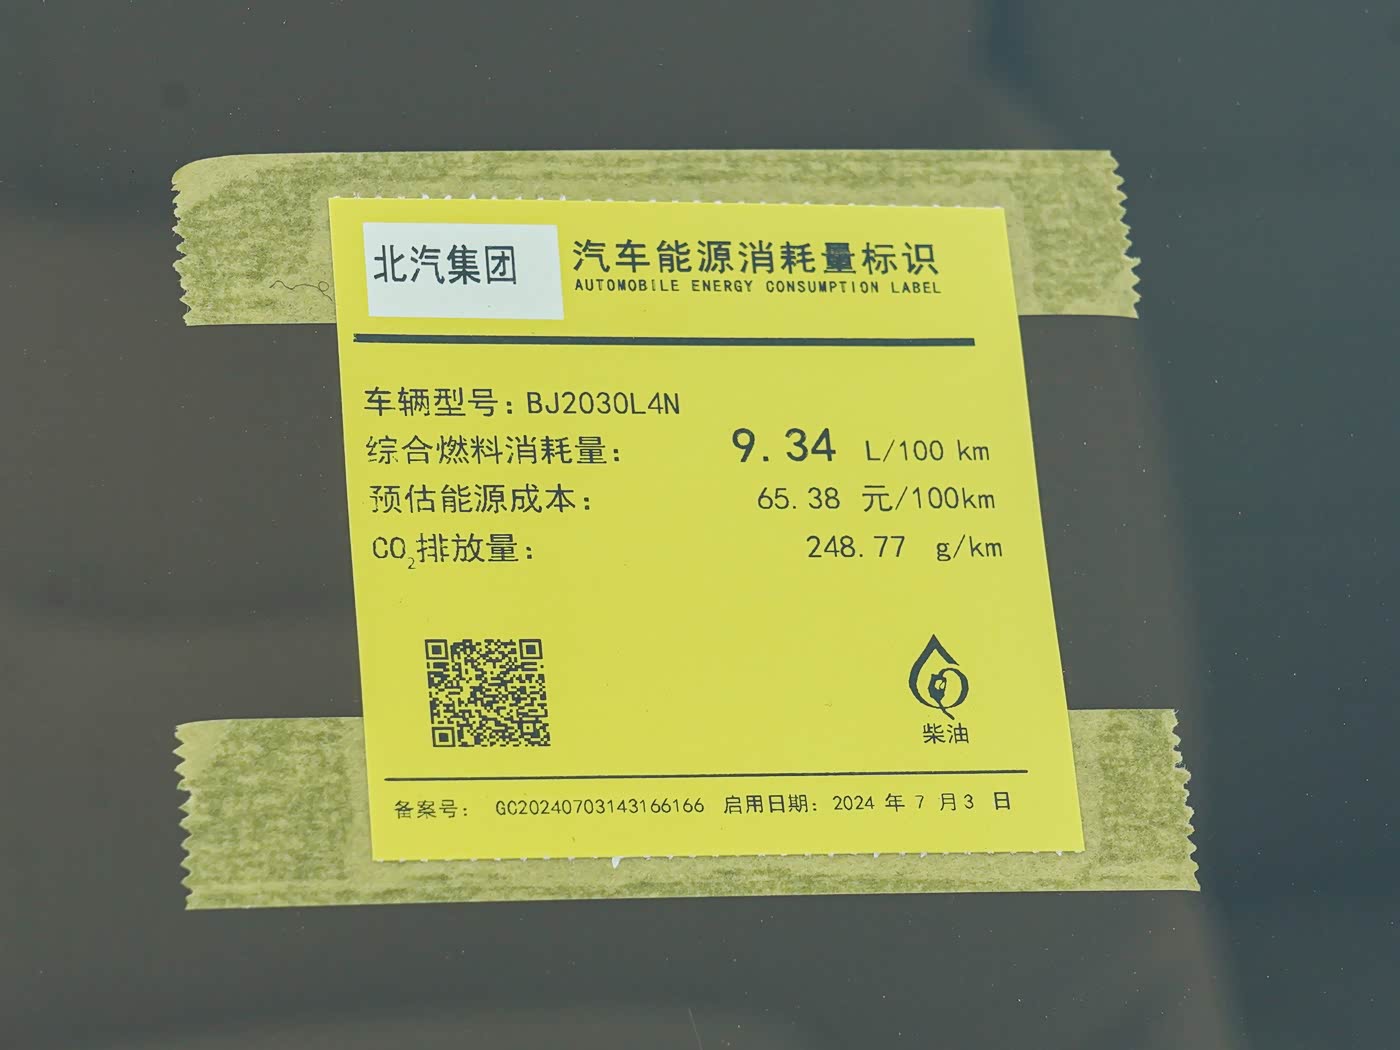 北汽集团
汽车能源消耗量标识
AUTOMOBILE ENERGY CONSUMPTION LABEL
车辆型号：BJ2030L4N
综合燃料消耗量： 9.34 L/100 km
预估能源成本： 65.38 元/100km
CO₂排放量： 248.77 g/km
柴油
备案号： GC20240703143166166 启用日期： 2024 年 7 月3 日